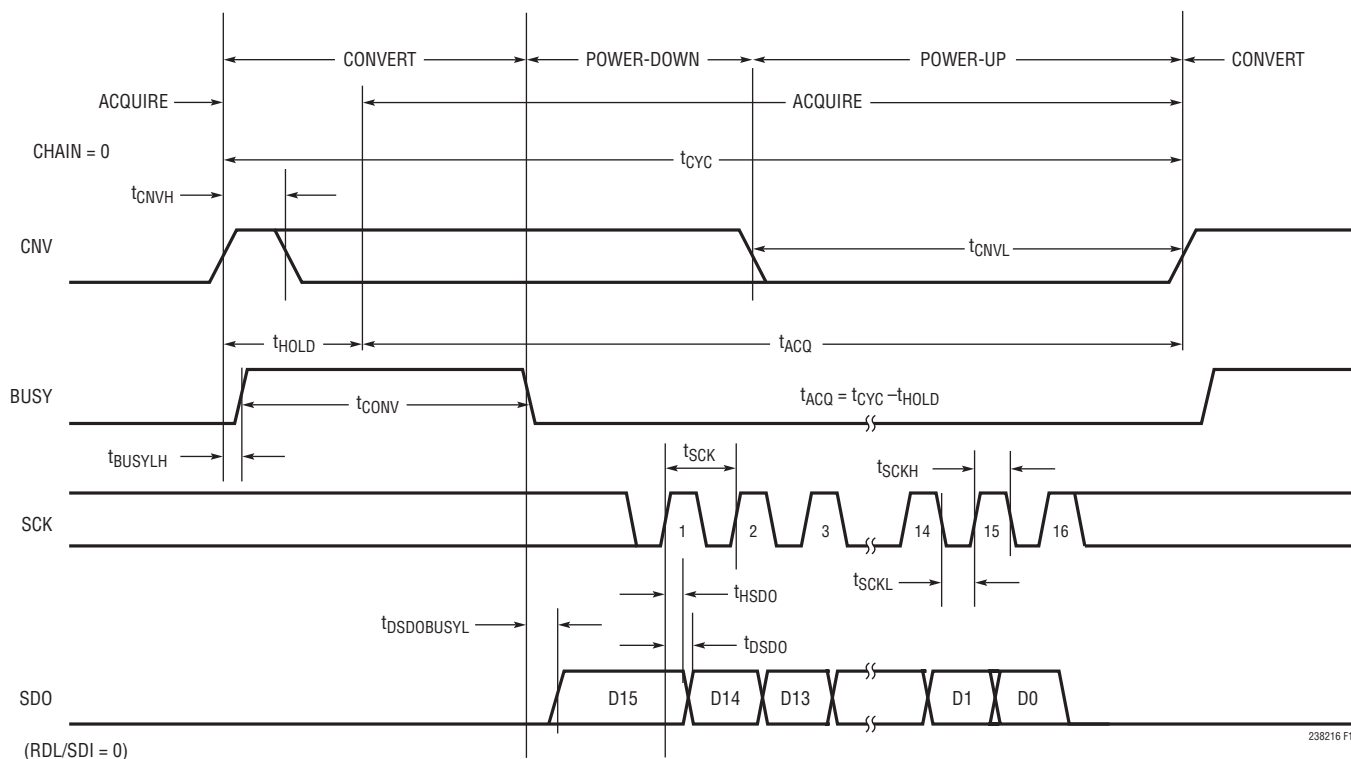 CONVERT POWER-DOWN POWER-UP CONVERT
ACQUIRE ACQUIRE
CHAIN = 0
tCYC
tCNVH
CNV
tCNVL
tHOLD tACQ
BUSY
tCONV
tACQ = tCYC –tHOLD
tBUSYLH
tSCK
tSCKH
SCK
1 2 3 14 15 16
tSCKL
tHSDO
tDSDOBUSYL
tDSDO
SDO
D15 D14 D13 D1 D0
238216 F1
(RDL/SDI = 0)